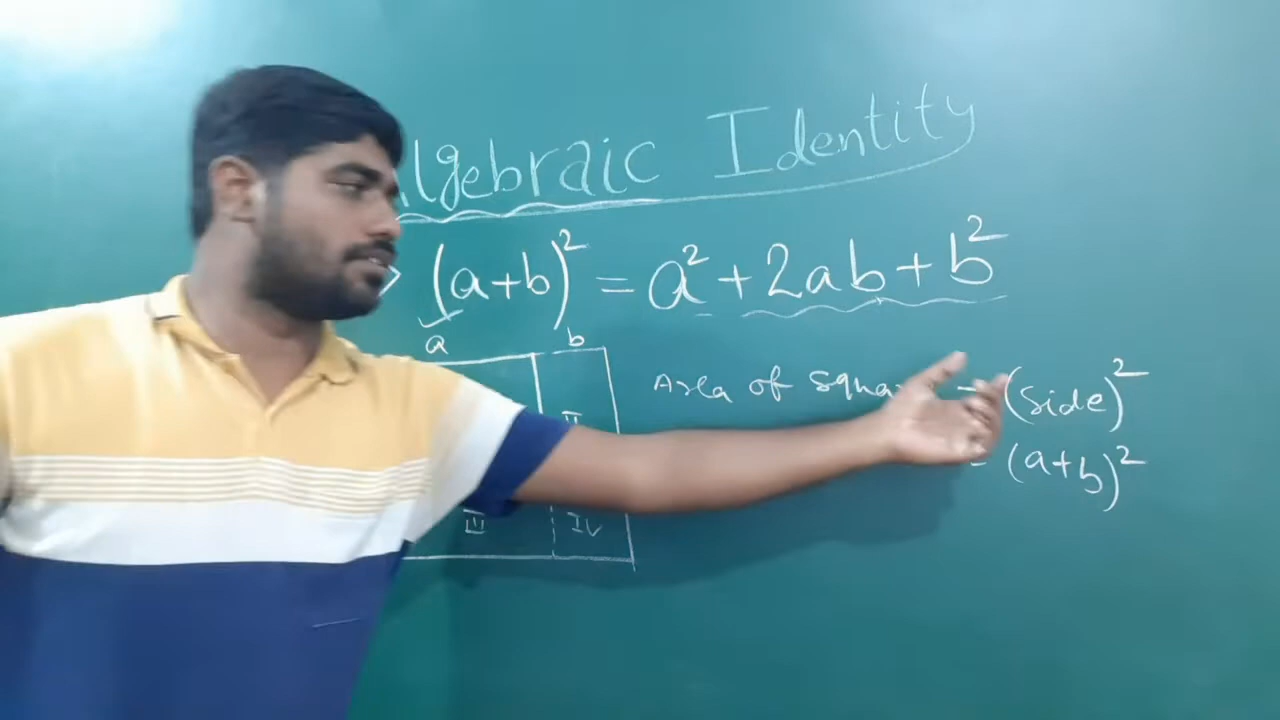 lgebraic Identity
(a+b)² = a² + 2ab + b²
a b
Area of squa = (side)²
II
= (a+b)²
III IV